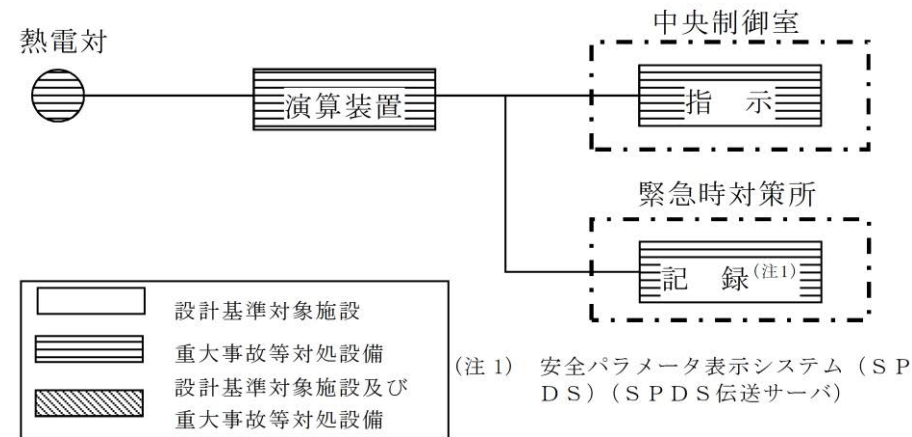 中央制御室
熱電対
演算装置
指　示
緊急時対策所
記　録(注1)
設計基準対象施設
重大事故等対処設備
設計基準対象施設及び
重大事故等対処設備
(注１)　安全パラメータ表示システム（ＳＰ
ＤＳ）（ＳＰＤＳ伝送サーバ）